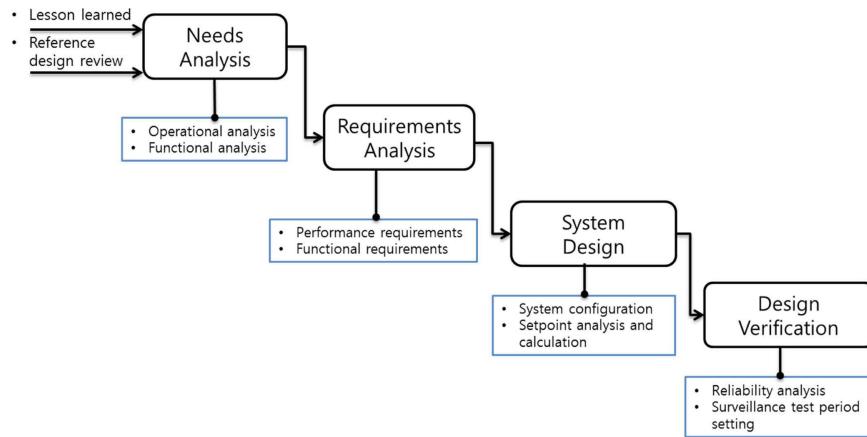 • Lesson learned
• Reference
design review
Needs
Analysis
• Operational analysis
• Functional analysis
Requirements
Analysis
• Performance requirements
• Functional requirements
System
Design
• System configuration
• Setpoint analysis and
calculation
Design
Verification
• Reliability analysis
• Surveillance test period
setting